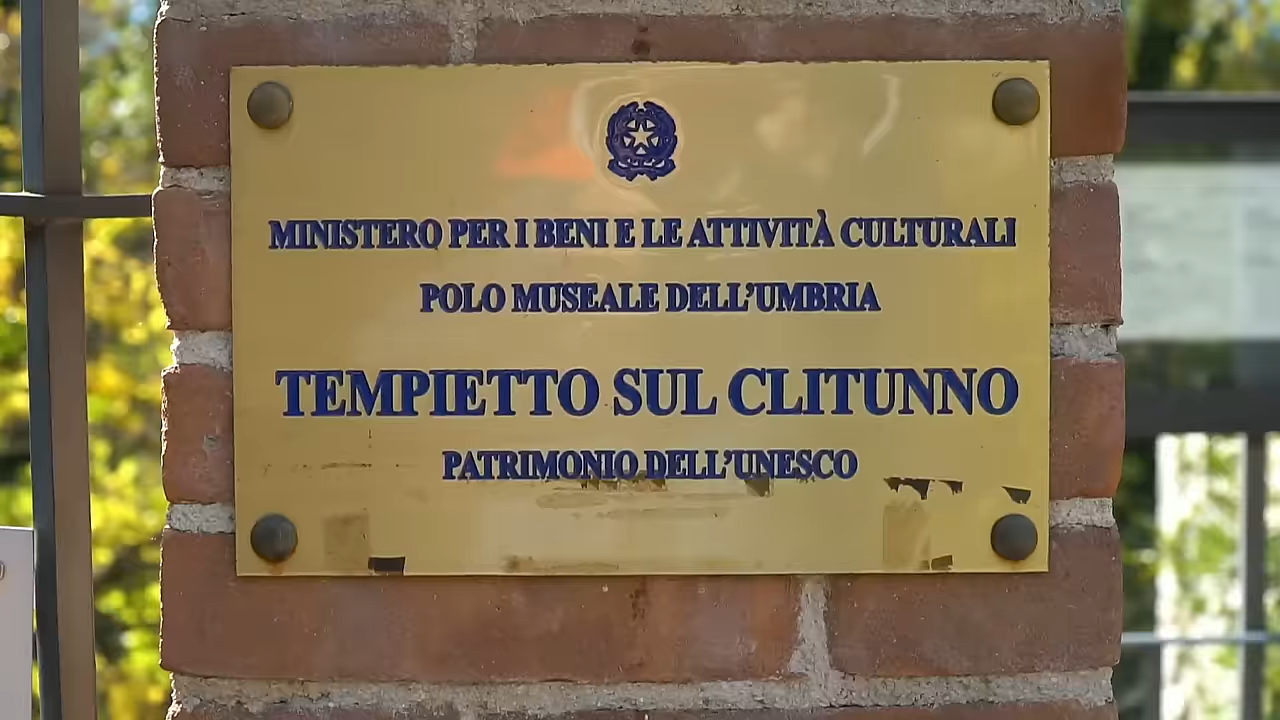 MINISTERO PER I BENI E LE ATTIVITÀ CULTURALI
POLO MUSEALE DELL'UMBRIA
TEMPIETTO SUL CLITUNNO
PATRIMONIO DELL'UNESCO